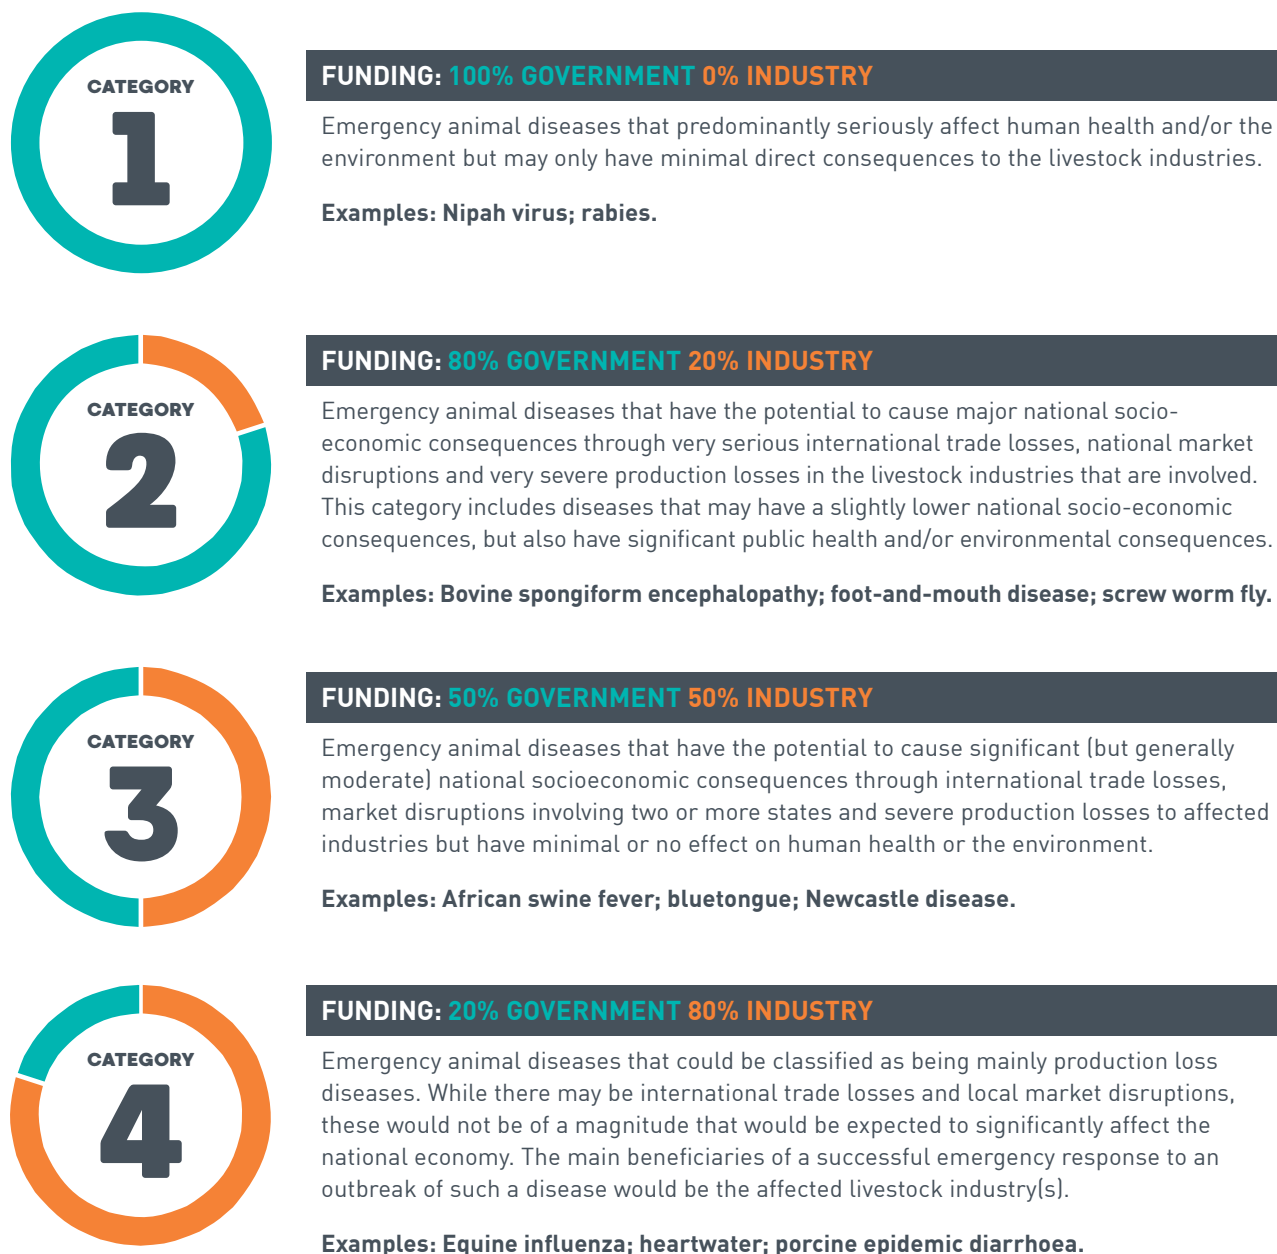 CATEGORY
1
FUNDING: 100% GOVERNMENT 0% INDUSTRY
Emergency animal diseases that predominantly seriously affect human health and/or the
environment but may only have minimal direct consequences to the livestock industries.
Examples: Nipah virus; rabies.
CATEGORY
2
FUNDING: 80% GOVERNMENT 20% INDUSTRY
Emergency animal diseases that have the potential to cause major national socio-
economic consequences through very serious international trade losses, national market
disruptions and very severe production losses in the livestock industries that are involved.
This category includes diseases that may have a slightly lower national socio-economic
consequences, but also have significant public health and/or environmental consequences.
Examples: Bovine spongiform encephalopathy; foot-and-mouth disease; screw worm fly.
CATEGORY
3
FUNDING: 50% GOVERNMENT 50% INDUSTRY
Emergency animal diseases that have the potential to cause significant (but generally
moderate) national socioeconomic consequences through international trade losses,
market disruptions involving two or more states and severe production losses to affected
industries but have minimal or no effect on human health or the environment.
Examples: African swine fever; bluetongue; Newcastle disease.
CATEGORY
4
FUNDING: 20% GOVERNMENT 80% INDUSTRY
Emergency animal diseases that could be classified as being mainly production loss
diseases. While there may be international trade losses and local market disruptions,
these would not be of a magnitude that would be expected to significantly affect the
national economy. The main beneficiaries of a successful emergency response to an
outbreak of such a disease would be the affected livestock industry(s).
Examples: Equine influenza; heartwater; porcine epidemic diarrhoea.